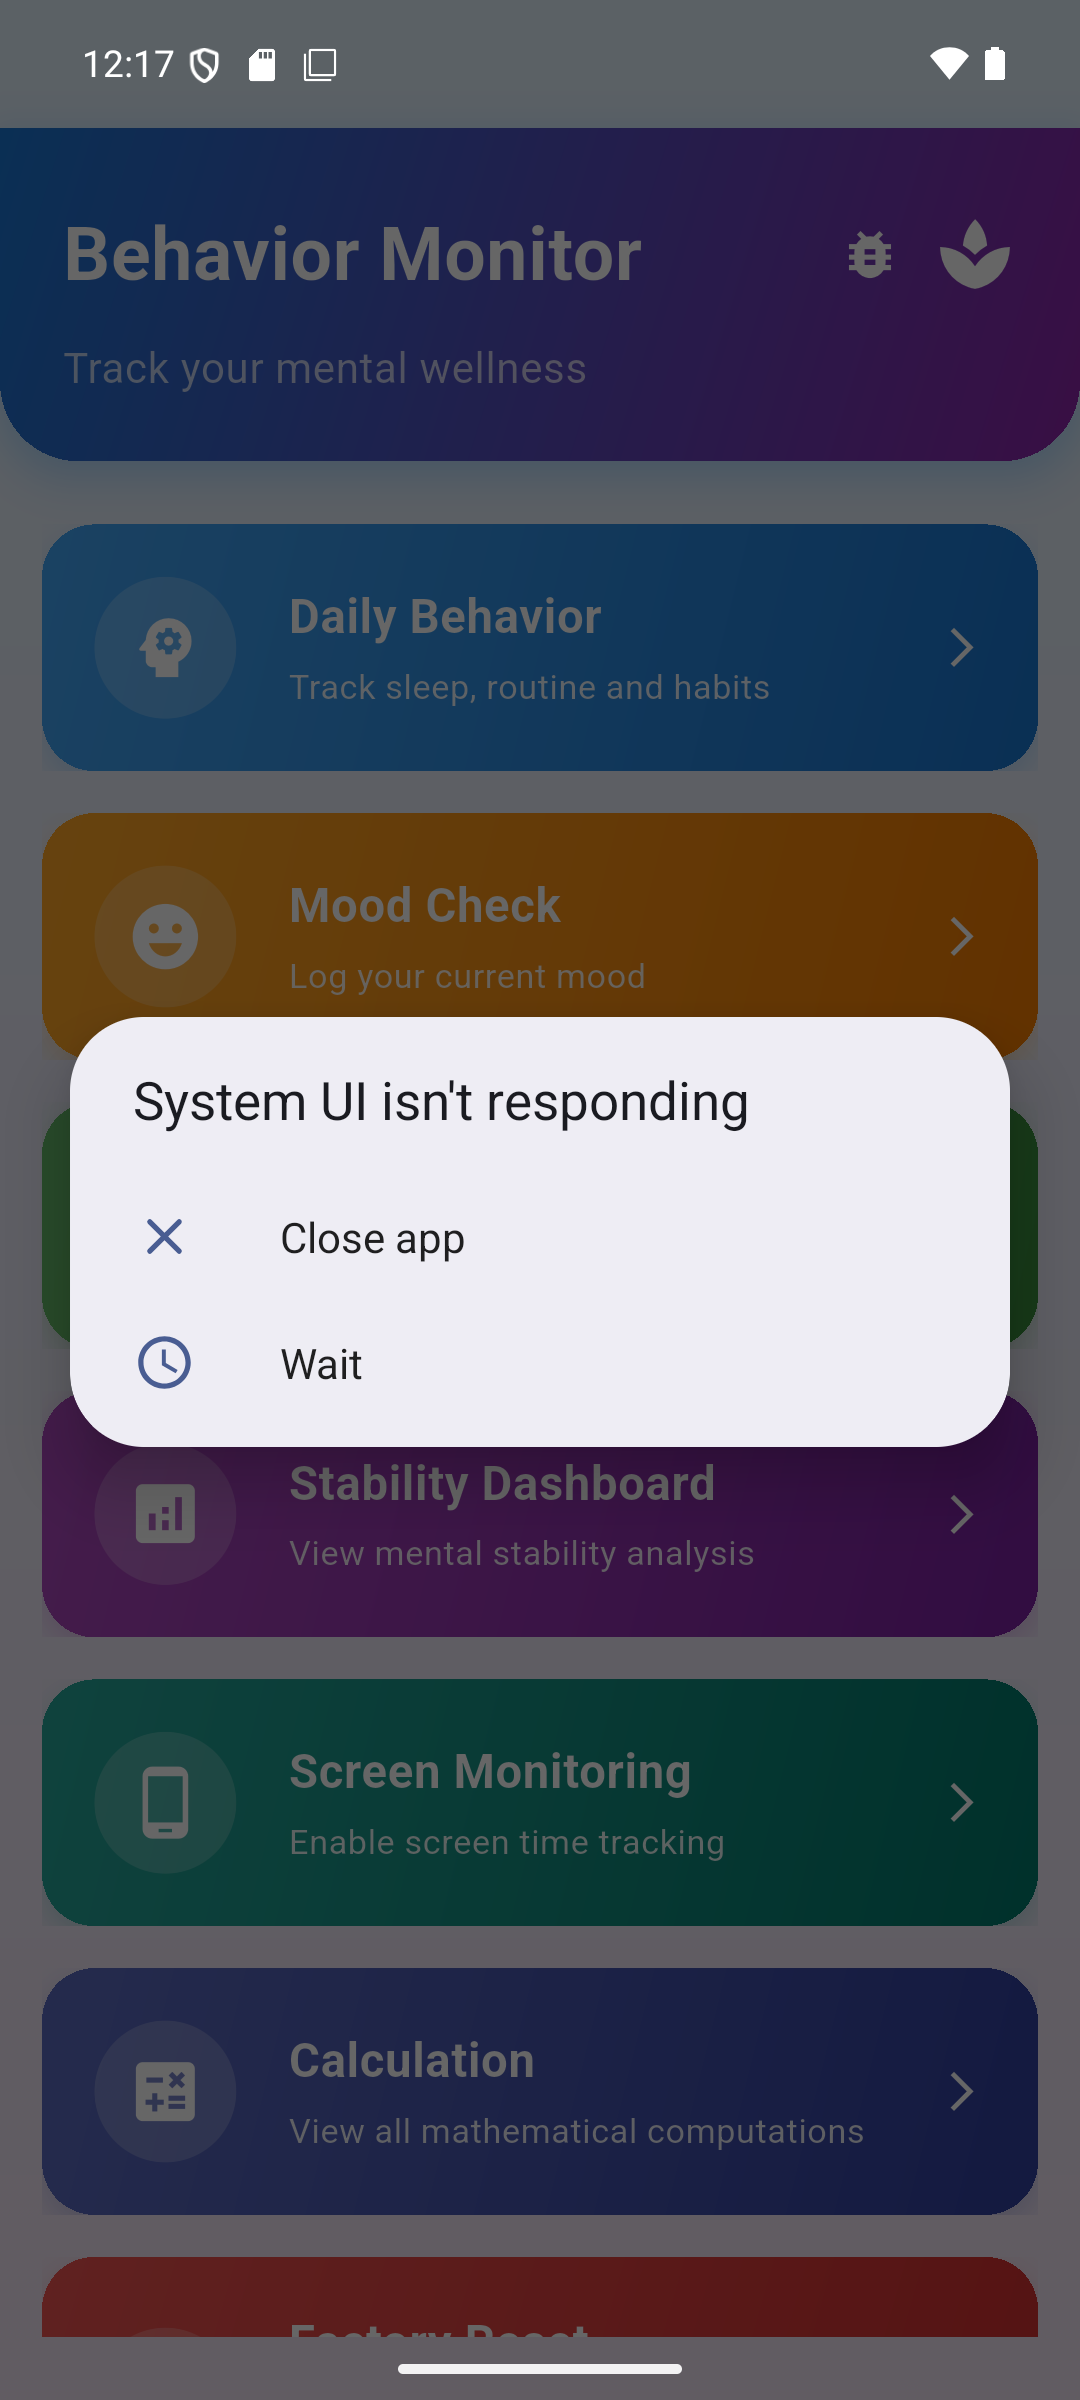 12:17
Behavior Monitor
Track your mental wellness
Daily Behavior
Track sleep, routine and habits
Mood Check
Log your current mood
System UI isn't responding
Close app
Wait
Stability Dashboard
View mental stability analysis
Screen Monitoring
Enable screen time tracking
Calculation
View all mathematical computations
Factory Reset